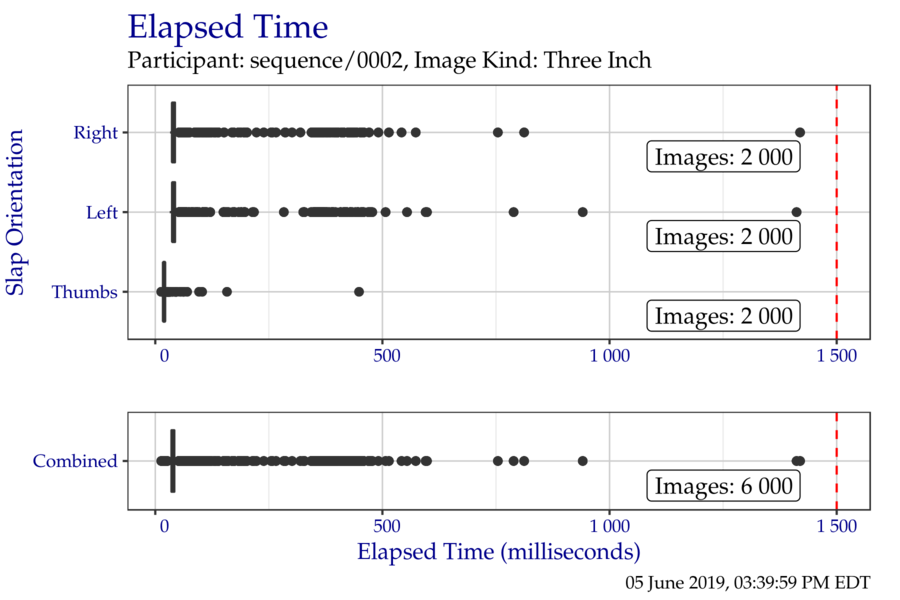 Elapsed Time
Participant: sequence/0002, Image Kind: Three Inch
Slap Orientation
Right
Images: 2 000
Left
Images: 2 000
Thumbs
Images: 2 000
0 500 1 000 1 500
Combined
Images: 6 000
0 500 1 000 1 500
Elapsed Time (milliseconds)
05 June 2019, 03:39:59 PM EDT